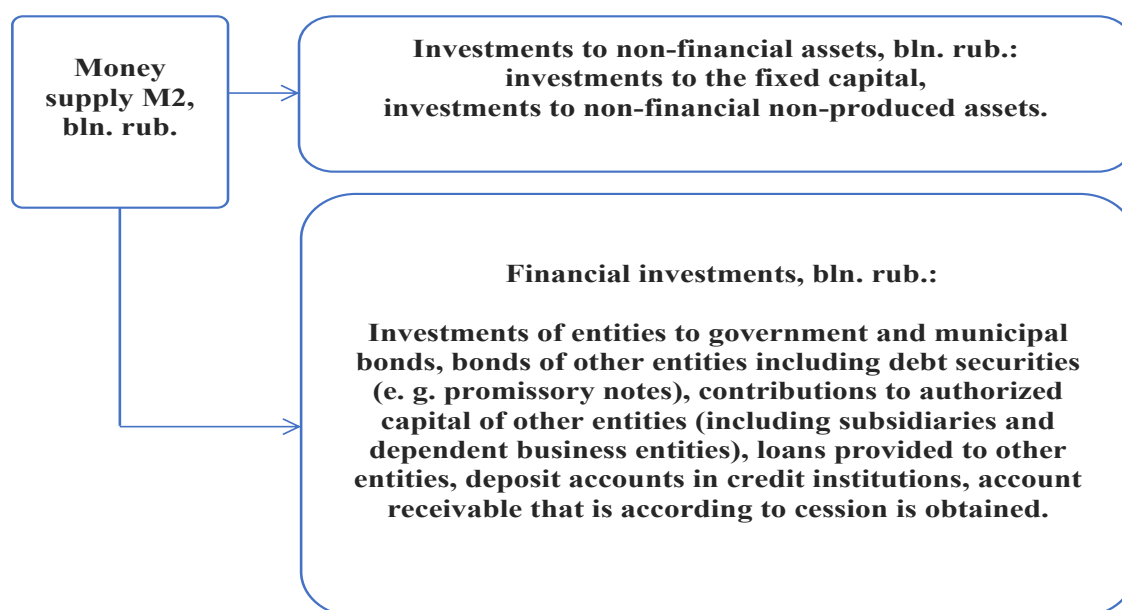 Money
supply M2,
bln. rub.
Investments to non-financial assets, bln. rub.:
investments to the fixed capital,
investments to non-financial non-produced assets.
Financial investments, bln. rub.:
Investments of entities to government and municipal
bonds, bonds of other entities including debt securities
(e. g. promissory notes), contributions to authorized
capital of other entities (including subsidiaries and
dependent business entities), loans provided to other
entities, deposit accounts in credit institutions, account
receivable that is according to cession is obtained.